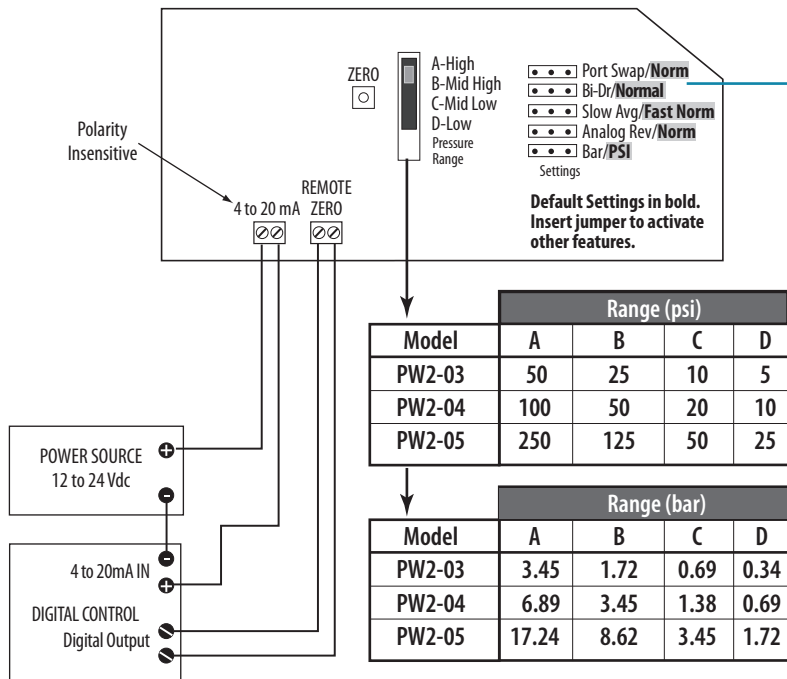 ZERO
A-High
B-Mid High
C-Mid Low
D-Low
Pressure
Range
Port Swap/Norm
Bi-Dr/Normal
Slow Avg/Fast Norm
Analog Rev/Norm
Bar/PSI
Settings
Default Settings in bold.
Insert jumper to activate
other features.
Polarity
Insensitive
4 to 20 mA
REMOTE
ZERO
Range (psi)
Model A B C D
PW2-03 50 25 10 5
PW2-04 100 50 20 10
PW2-05 250 125 50 25
POWER SOURCE +
12 to 24 Vdc
-
Range (bar)
Model A B C D
PW2-03 3.45 1.72 0.69 0.34
PW2-04 6.89 3.45 1.38 0.69
PW2-05 17.24 8.62 3.45 1.72
-
4 to 20mA IN
+
DIGITAL CONTROL
Digital Output